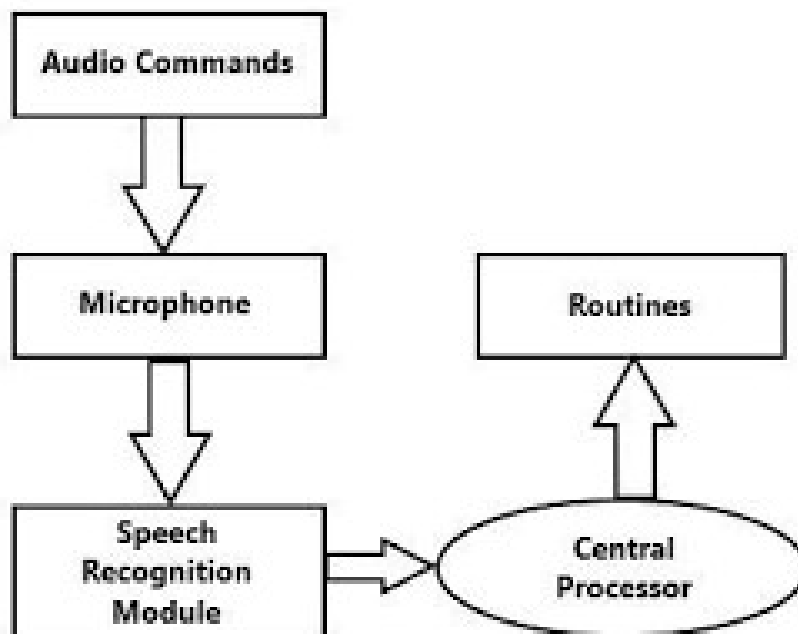 Audio Commands
Microphone
Routines
Speech
Recognition
Module
Central
Processor